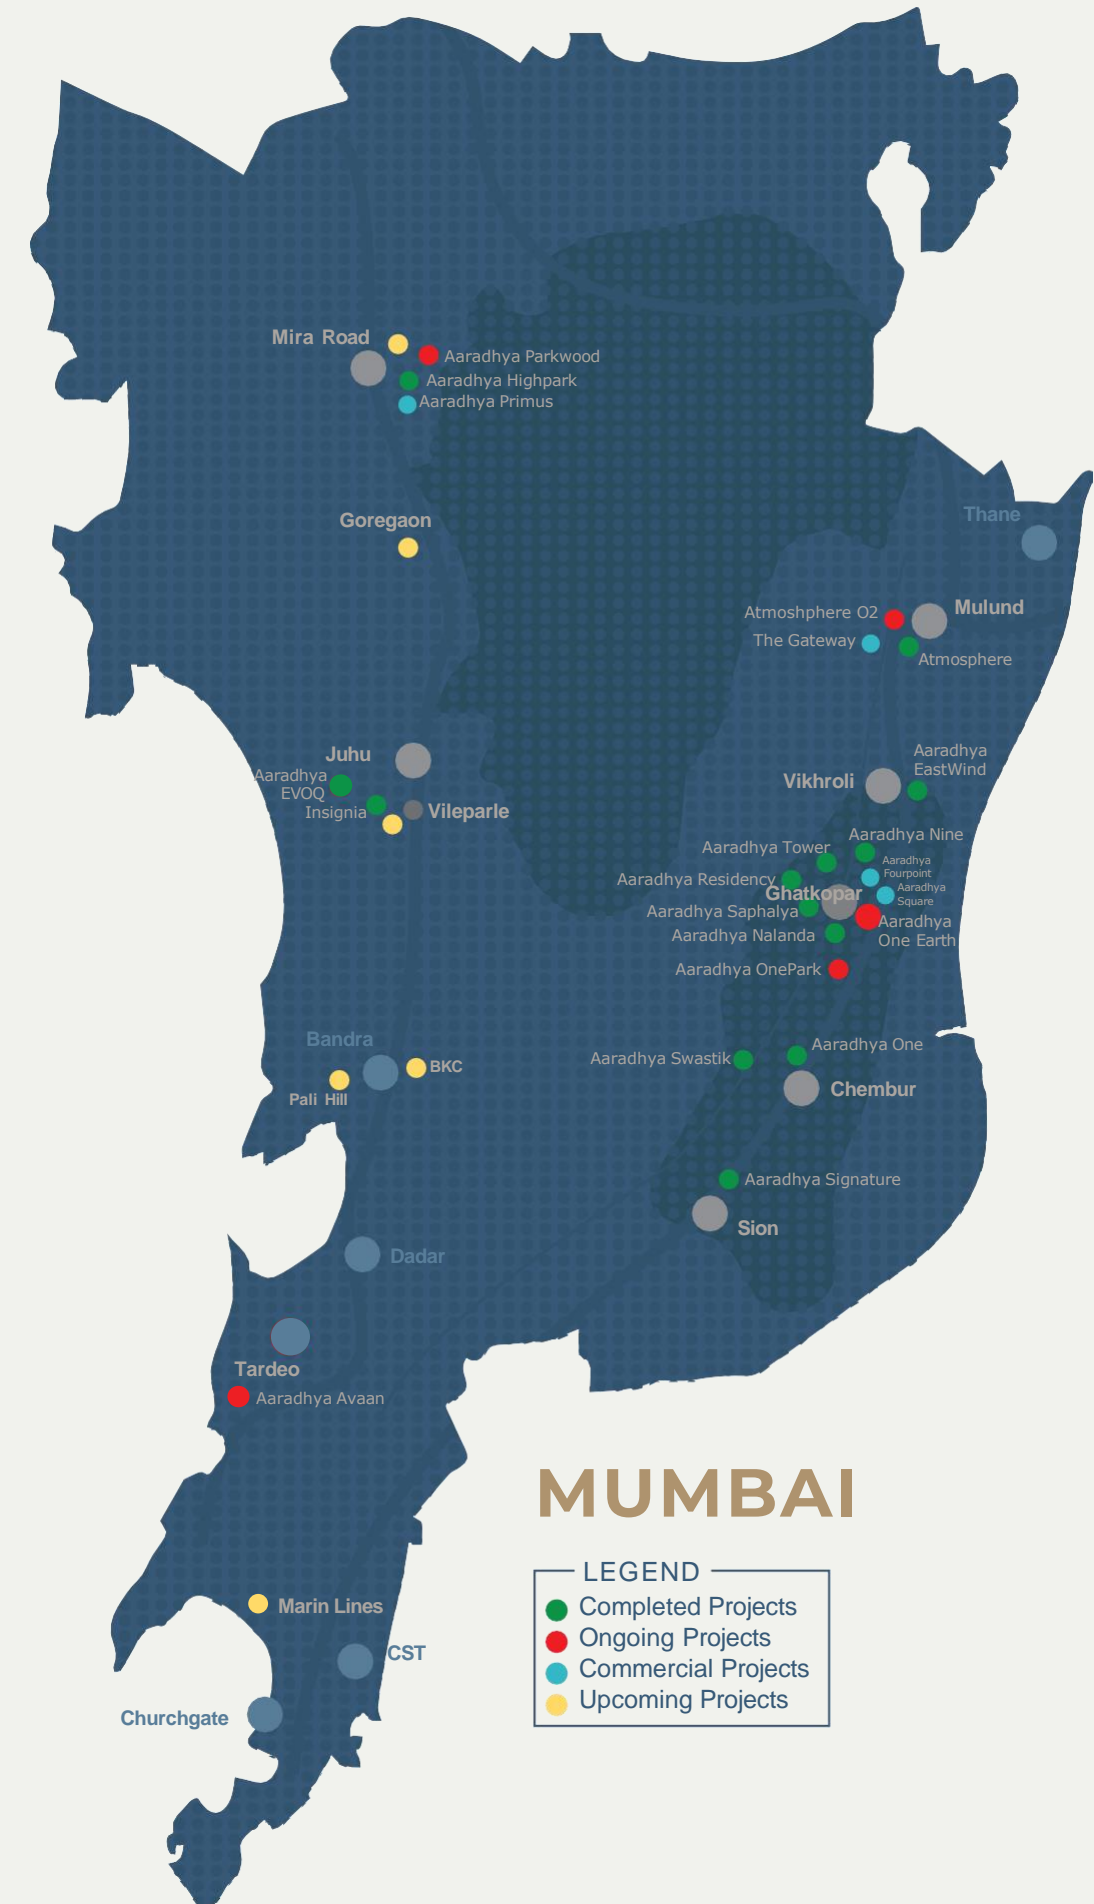 Mira Road
Aaradhya Parkwood
Aaradhya Highpark
Aaradhya Primus
Goregaon
Thane
Atmoshphere O2
Mulund
The Gateway
Atmosphere
Juhu
Aaradhya
EVOQ
Insignia
Vileparle
Aaradhya
EastWind
Vikhroli
Aaradhya Nine
Aaradhya Tower
Aaradhya
Fourpoint
Aaradhya Residency
Ghatkopar
Aaradhya
Square
Aaradhya Saphalya
Aaradhya
One Earth
Aaradhya Nalanda
Aaradhya OnePark
Bandra
BKC
Pali Hill
Aaradhya One
Aaradhya Swastik
Chembur
Aaradhya Signature
Sion
Dadar
Tardeo
Aaradhya Avaan
MUMBAI
LEGEND
Completed Projects
Ongoing Projects
Commercial Projects
Upcoming Projects
Marin Lines
CST
Churchgate